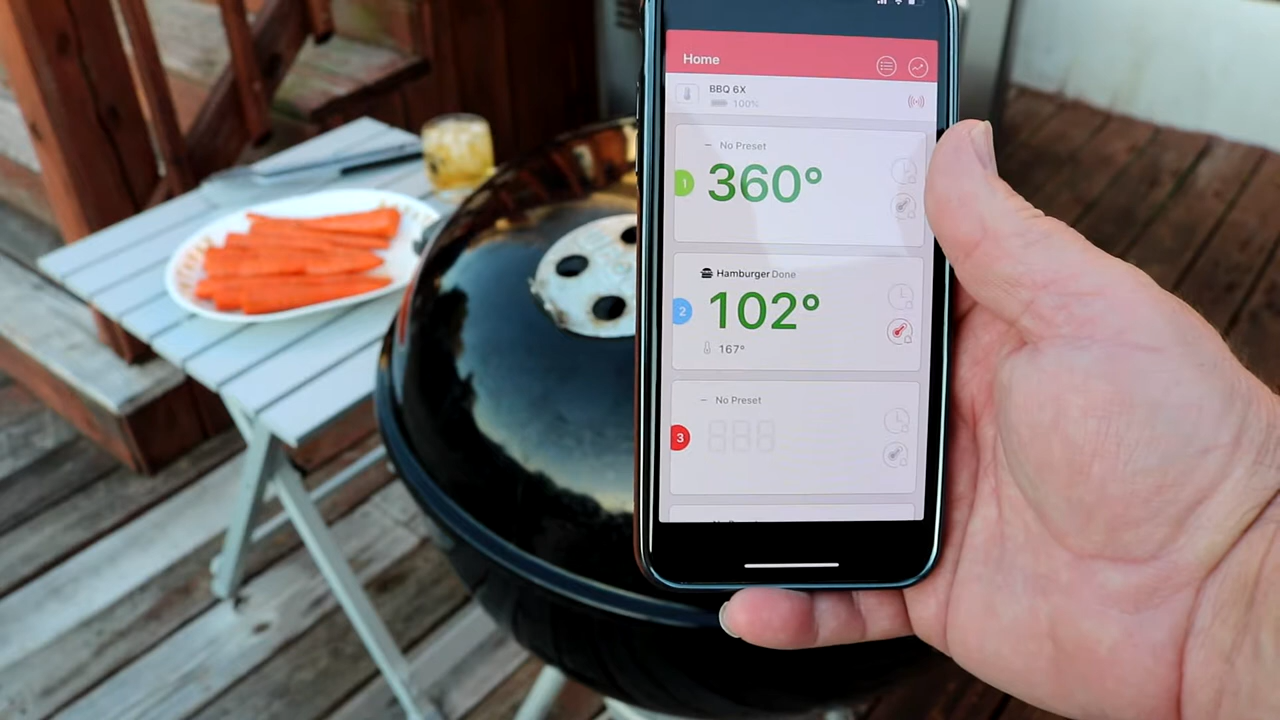 Home
BBQ 6X
100%
No Preset
1
360°
Hamburger Done
2
102°
167°
No Preset
3